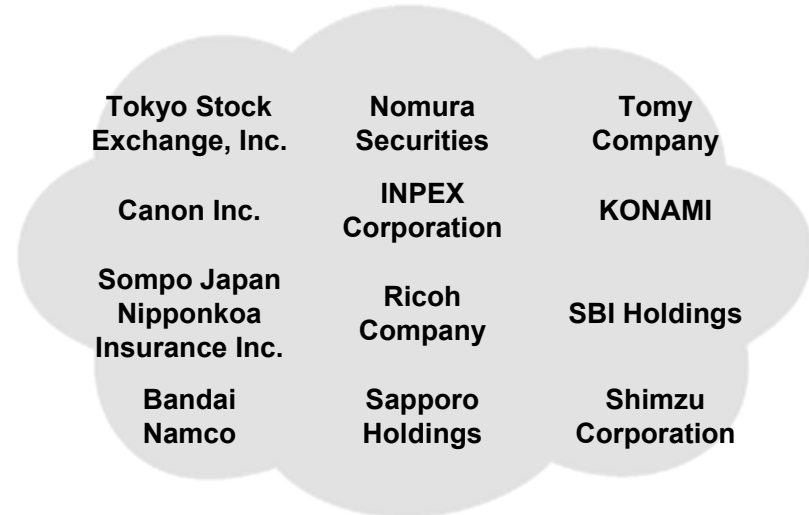 Tokyo Stock
Exchange, Inc.
Nomura
Securities
Tomy
Company
Canon Inc.
INPEX
Corporation
KONAMI
Sompo Japan
Nipponkoa
Insurance Inc.
Ricoh
Company
SBI Holdings
Bandai
Namco
Sapporo
Holdings
Shimzu
Corporation